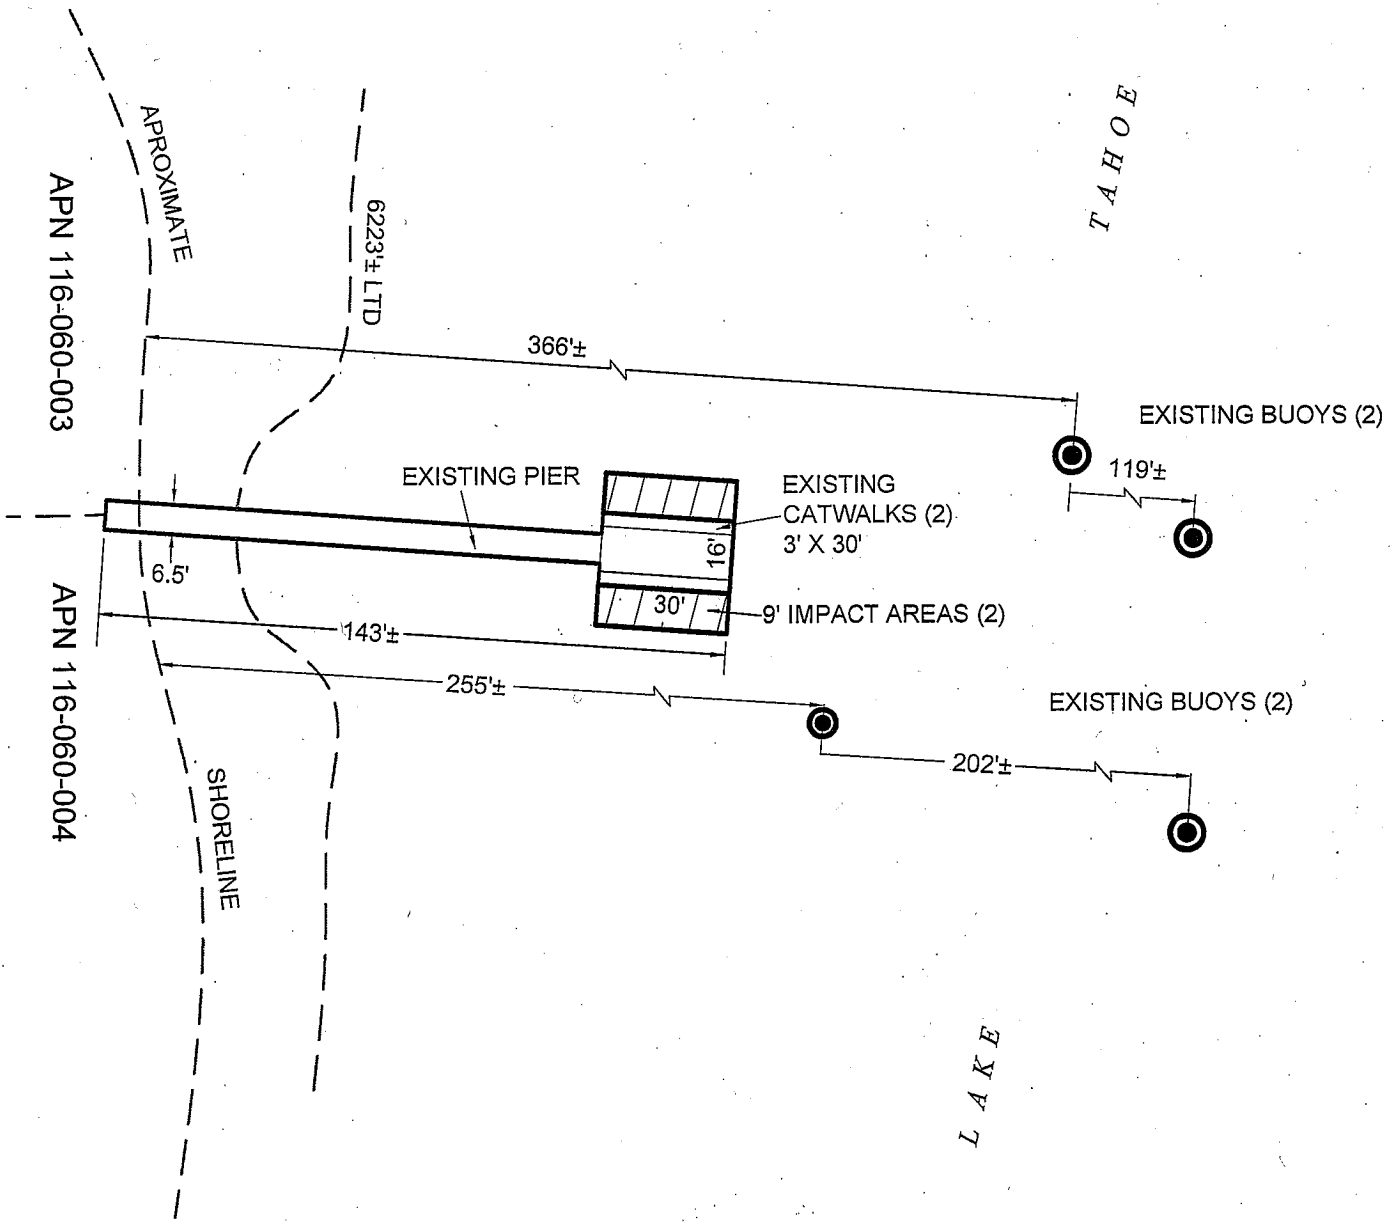 TAHOE
APROXIMATE
APN 116-060-003
6223'± LTD
366'±
EXISTING BUOYS (2)
119'±
EXISTING PIER
EXISTING
CATWALKS (2)
3' X 30'
16'
6.5'
30'
9' IMPACT AREAS (2)
143'±
APN 116-060-004
255'±
EXISTING BUOYS (2)
202'±
SHORELINE
LAKE